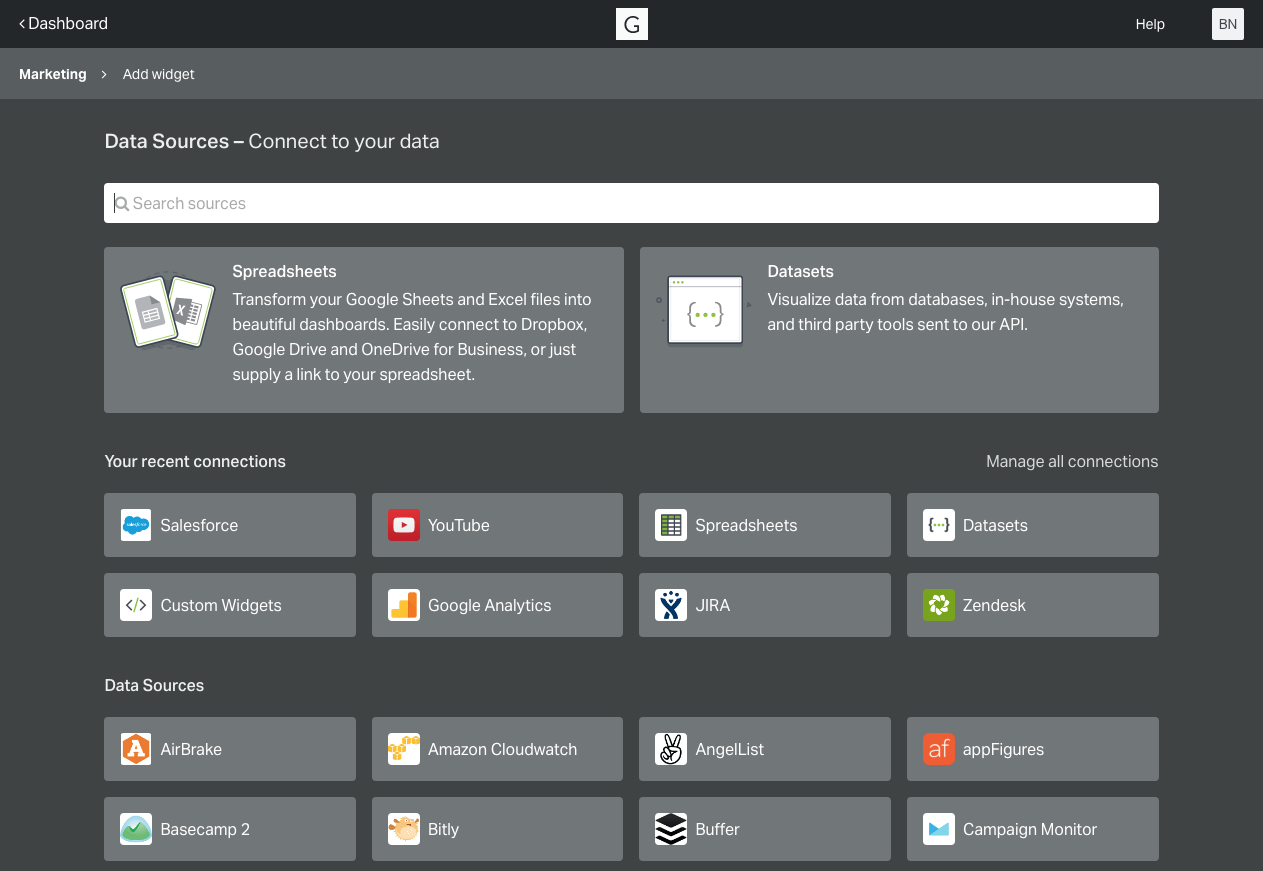 Dashboard
G
Help
BN
Marketing
Add widget
Data Sources – Connect to your data
Search sources
Spreadsheets
Transform your Google Sheets and Excel files into
beautiful dashboards. Easily connect to Dropbox,
Google Drive and OneDrive for Business, or just
supply a link to your spreadsheet.
{...}
Datasets
Visualize data from databases, in-house systems,
and third party tools sent to our API.
Your recent connections
Manage all connections
salesforce
Salesforce
YouTube
Spreadsheets
{...}
Datasets
</>
Custom Widgets
Google Analytics
JIRA
Zendesk
Data Sources
A
AirBrake
Amazon Cloudwatch
AngelList
af
appFigures
Basecamp 2
Bitly
Buffer
Campaign Monitor